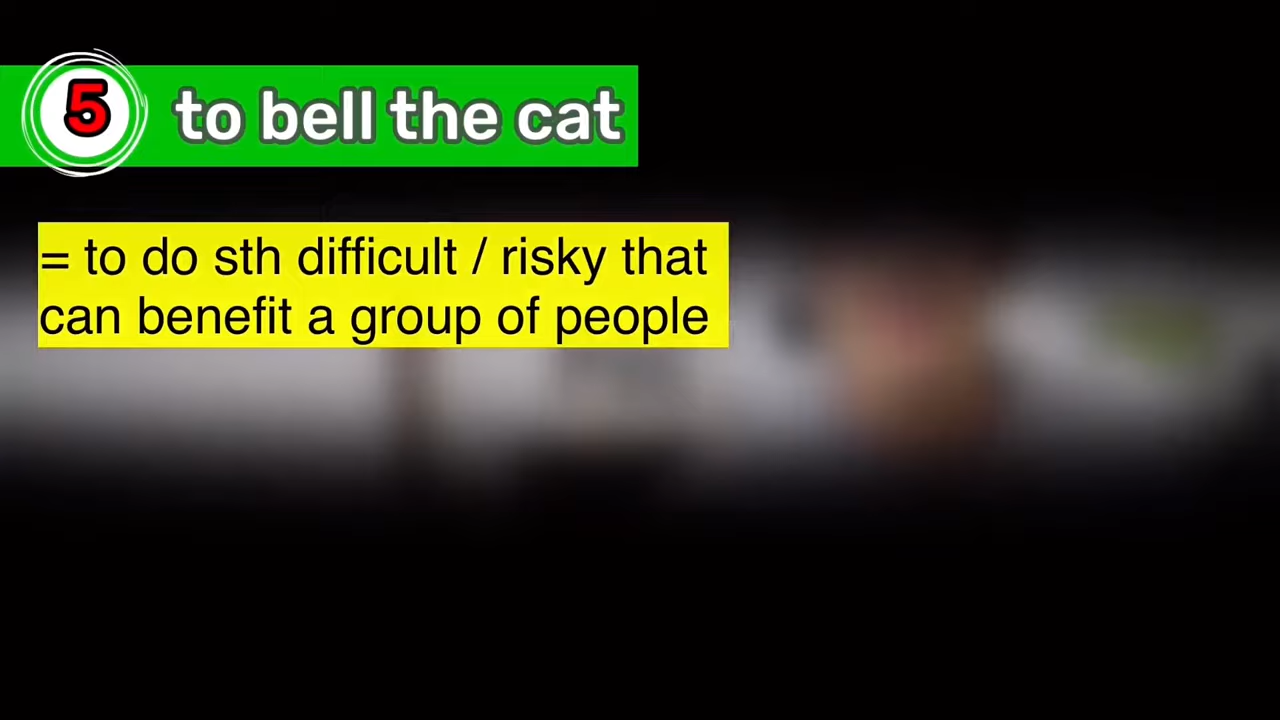 5 to bell the cat
= to do sth difficult / risky that
can benefit a group of people